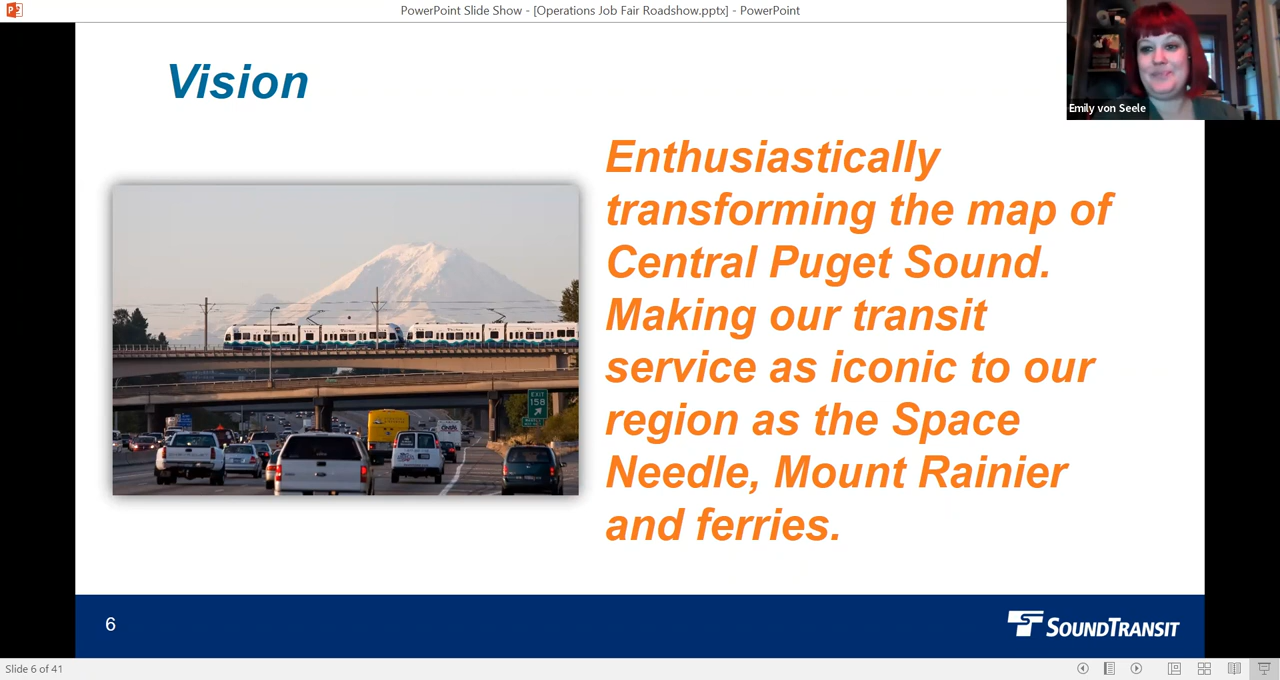 PowerPoint Slide Show - [Operations Job Fair Roadshow.pptx] - PowerPoint
Emily von Seele
Vision
Enthusiastically
transforming the map of
Central Puget Sound.
Making our transit
service as iconic to our
region as the Space
Needle, Mount Rainier
and ferries.
EXIT
158
6
SOUNDTRANSIT
Slide 6 of 41